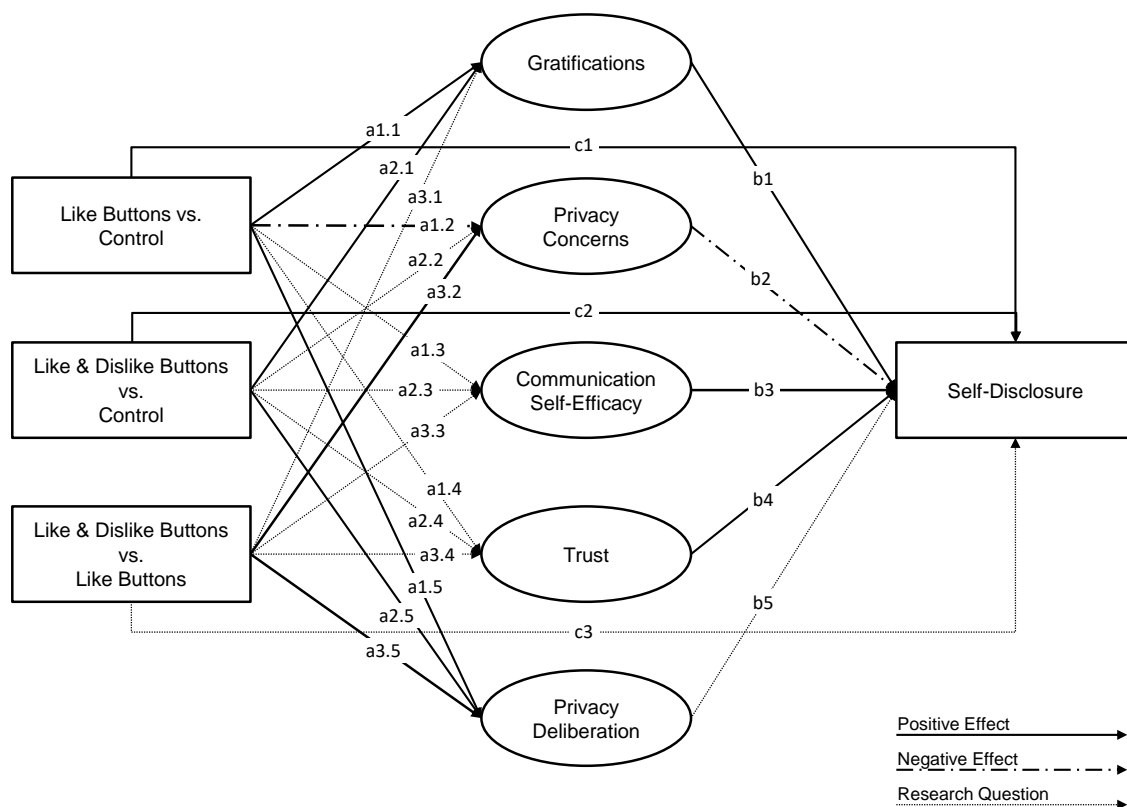 Gratifications
a1.1
c1
a2.1
b1
a3.1
Like Buttons vs.
Control
a1.2
Privacy
Concerns
a2.2
b2
a3.2
c2
Like & Dislike Buttons
vs.
Control
a1.3
a2.3
Communication
Self-Efficacy
b3
Self-Disclosure
a3.3
a1.4
b4
Like & Dislike Buttons
vs.
Like Buttons
a2.4
a3.4
Trust
a1.5
b5
a2.5
c3
a3.5
Privacy
Deliberation
Positive Effect
Negative Effect
Research Question